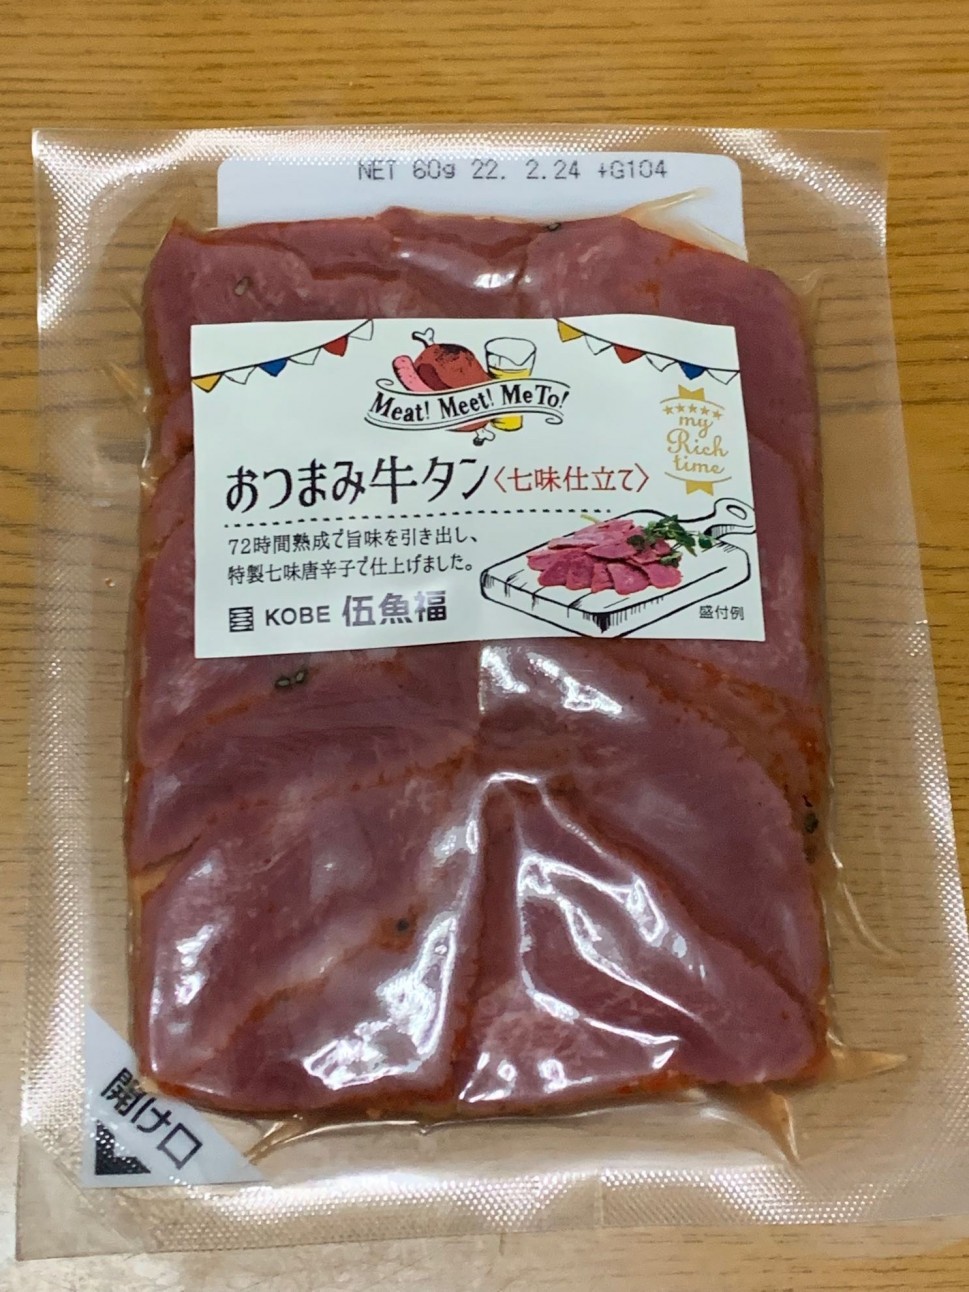 NET 60g 22. 2.24 +G104
Meat! Meet! Me To!
my
Rich
time
おつまみ牛タン〈七味仕立て〉
72時間熟成で旨味を引き出し、
特製七味唐辛子で仕上げました。
KOBE 伍魚福
盛付例
開け口